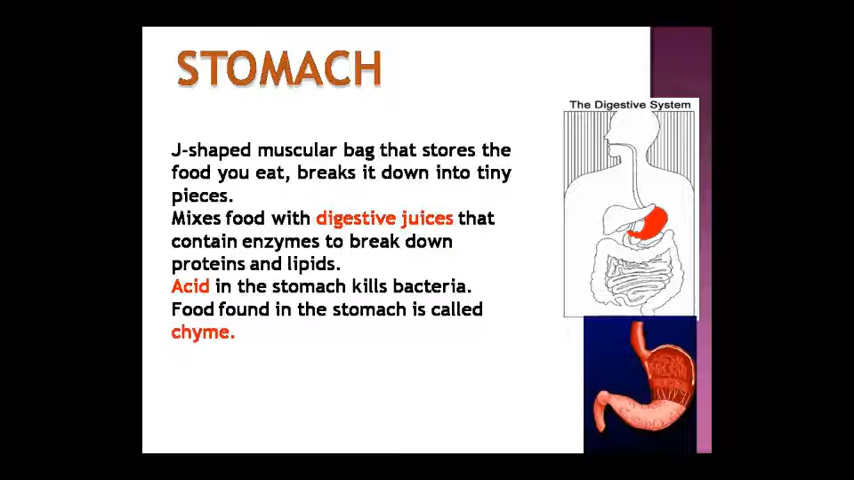 STOMACH
The Digestive System
J-shaped muscular bag that stores the
food you eat, breaks it down into tiny
pieces.
Mixes food with digestive juices that
contain enzymes to break down
proteins and lipids.
Acid in the stomach kills bacteria.
Food found in the stomach is called
chyme.